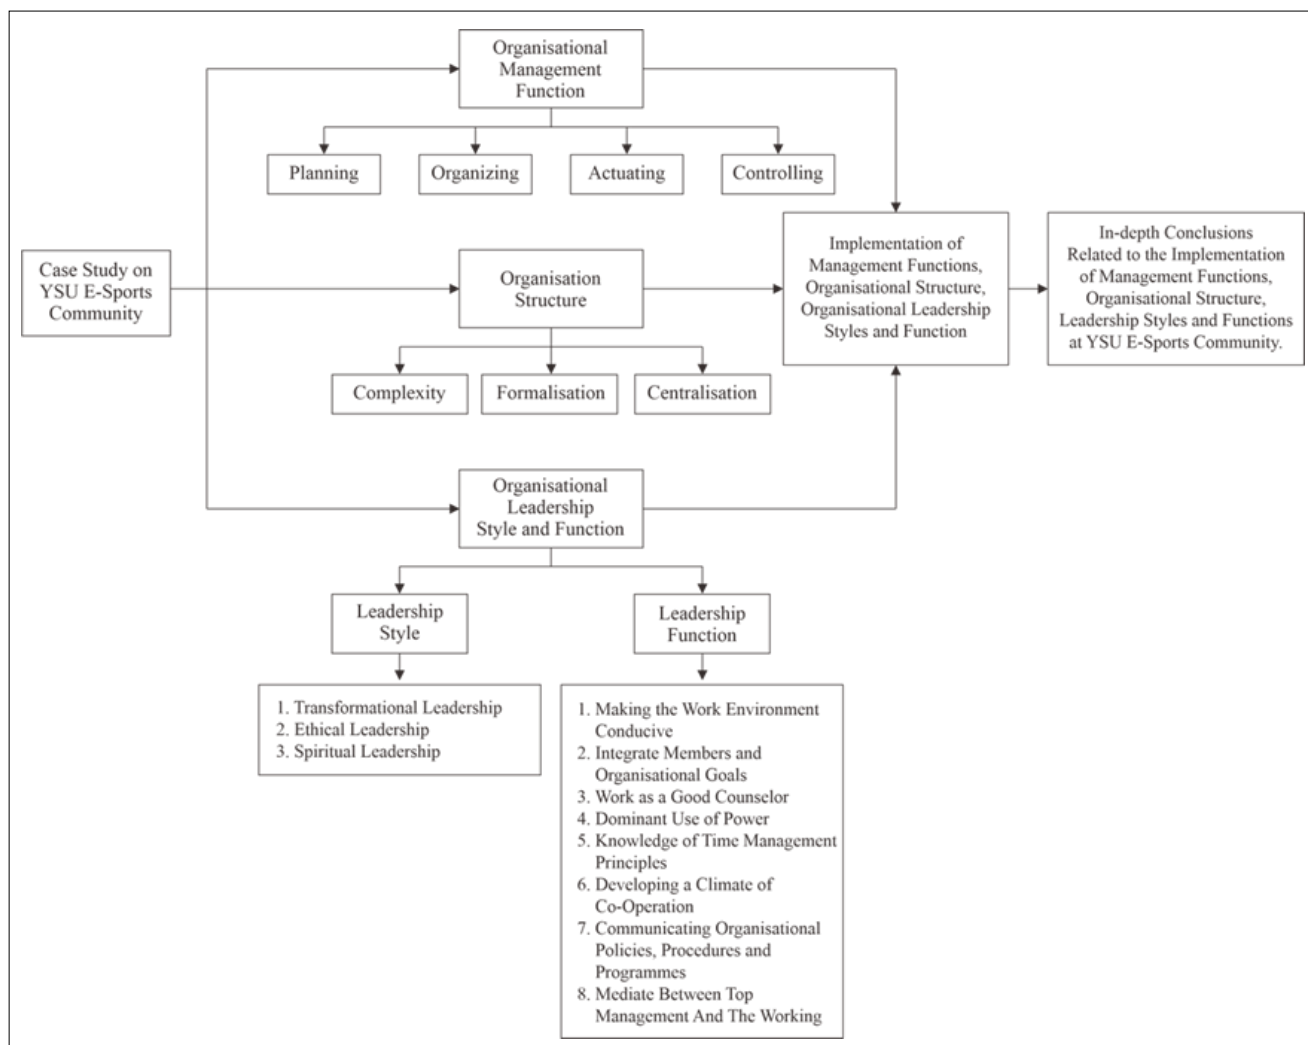 Organisational
Management
Function
Planning
Organizing
Actuating
Controlling
Case Study on
YSU E-Sports
Community
Organisation
Structure
Implementation of
Management Functions,
Organisational Structure,
Organisational Leadership
Styles and Function
In-depth Conclusions
Related to the Implementation
of Management Functions,
Organisational Structure,
Leadership Styles and Functions
at YSU E-Sports Community.
Complexity
Formalisation
Centralisation
Organisational
Leadership
Style and Function
Leadership
Style
Leadership
Function
1. Transformational Leadership
2. Ethical Leadership
3. Spiritual Leadership
1. Making the Work Environment
Conducive
2. Integrate Members and
Organisational Goals
3. Work as a Good Counselor
4. Dominant Use of Power
5. Knowledge of Time Management
Principles
6. Developing a Climate of
Co-Operation
7. Communicating Organisational
Policies, Procedures and
Programmes
8. Mediate Between Top
Management And The Working